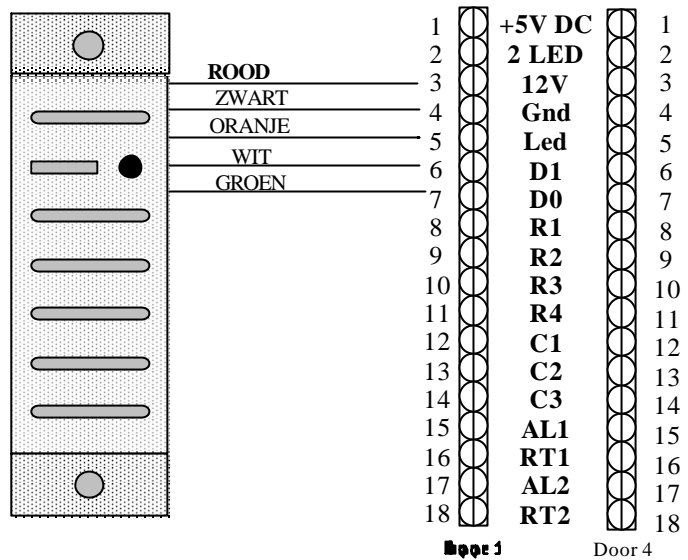 1 +5V DC 1
2 2 LED 2
ROOD 3 12V 3
ZWART 4 Gnd 4
ORANJE 5 Led 5
WIT 6 D1 6
GROEN 7 D0 7
8 R1 8
9 R2 9
10 R3 10
11 R4 11
12 C1 12
13 C2 13
14 C3 14
15 AL1 15
16 RT1 16
17 AL2 17
18 RT2 18
Door 4